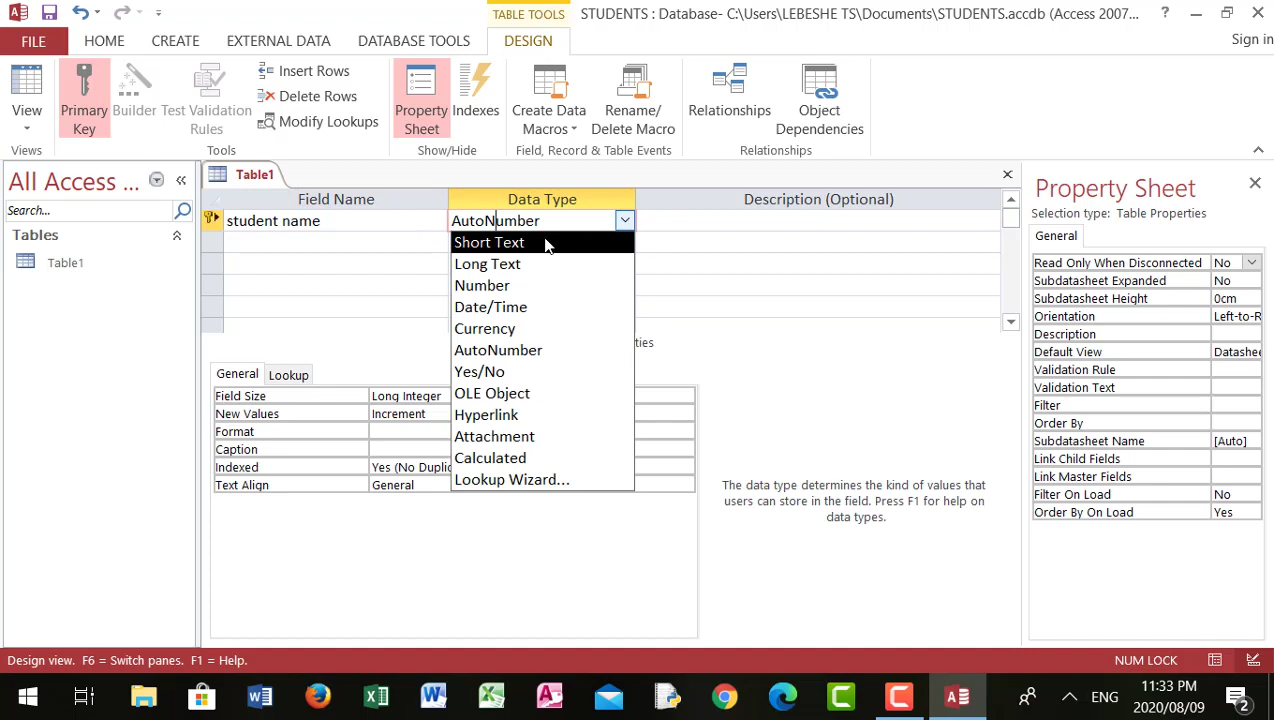 TABLE TOOLS
STUDENTS : Database- C:\Users\LEBESHE TS\Documents\STUDENTS.accdb (Access 2007...
?
FILE HOME CREATE EXTERNAL DATA DATABASE TOOLS DESIGN
Sign in
View
Primary Key
Builder
Test Validation Rules
Insert Rows
Delete Rows
Modify Lookups
Property Sheet
Indexes
Create Data Macros
Rename/ Delete Macro
Relationships
Object Dependencies
Views
Tools
Show/Hide
Field, Record & Table Events
Relationships
All Access ...
Search...
Tables
Table1
Table1
Field Name Data Type Description (Optional)
student name AutoNumber
Short Text
Long Text
Number
Date/Time
Currency
AutoNumber
Yes/No
OLE Object
Hyperlink
Attachment
Calculated
Lookup Wizard...
ties
General Lookup
Field Size Long Integer
New Values Increment
Format
Caption
Indexed Yes (No Duplic
Text Align General
The data type determines the kind of values that
users can store in the field. Press F1 for help on
data types.
Property Sheet
Selection type: Table Properties
General
Read Only When Disconnected No
Subdatasheet Expanded No
Subdatasheet Height 0cm
Orientation Left-to-R
Description
Default View Datashee
Validation Rule
Validation Text
Filter
Order By
Subdatasheet Name [Auto]
Link Child Fields
Link Master Fields
Filter On Load No
Order By On Load Yes
Design view. F6 = Switch panes. F1 = Help.
NUM LOCK
ENG
11:33 PM
2020/08/09
2